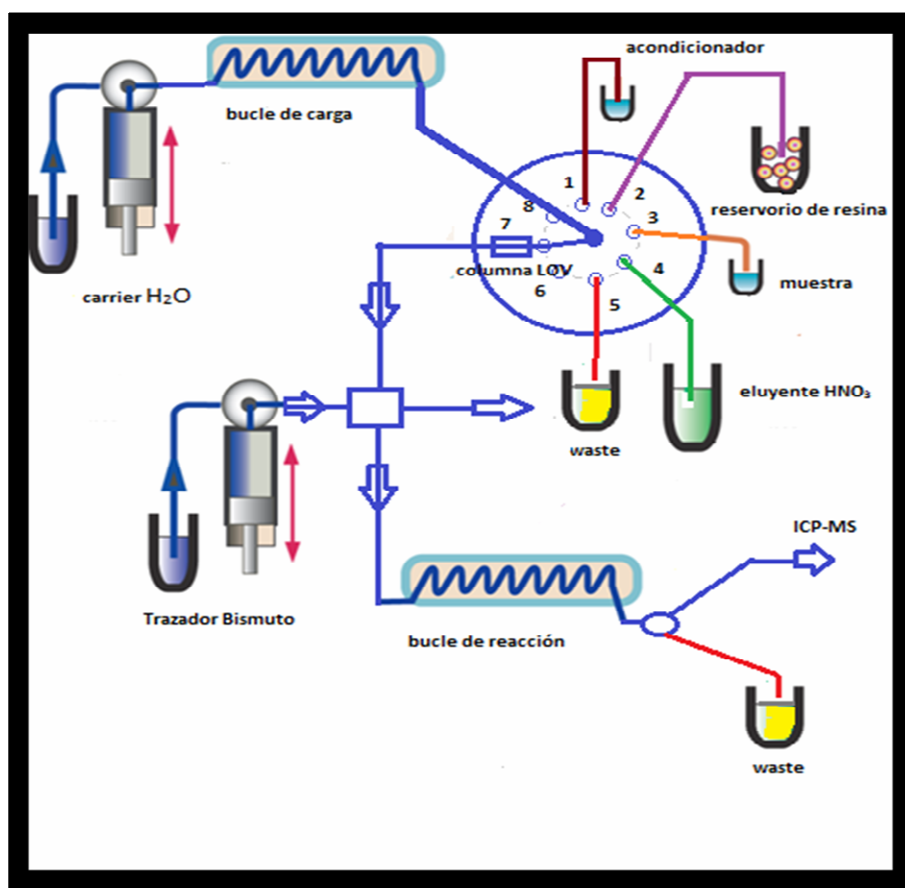 acondicionador
bucle de carga
1
2
reservorio de resina
8
3
7
columna LOV
4
muestra
carrier H₂O
6
5
eluyente HNO₃
waste
ICP-MS
Trazador Bismuto
bucle de reacción
waste